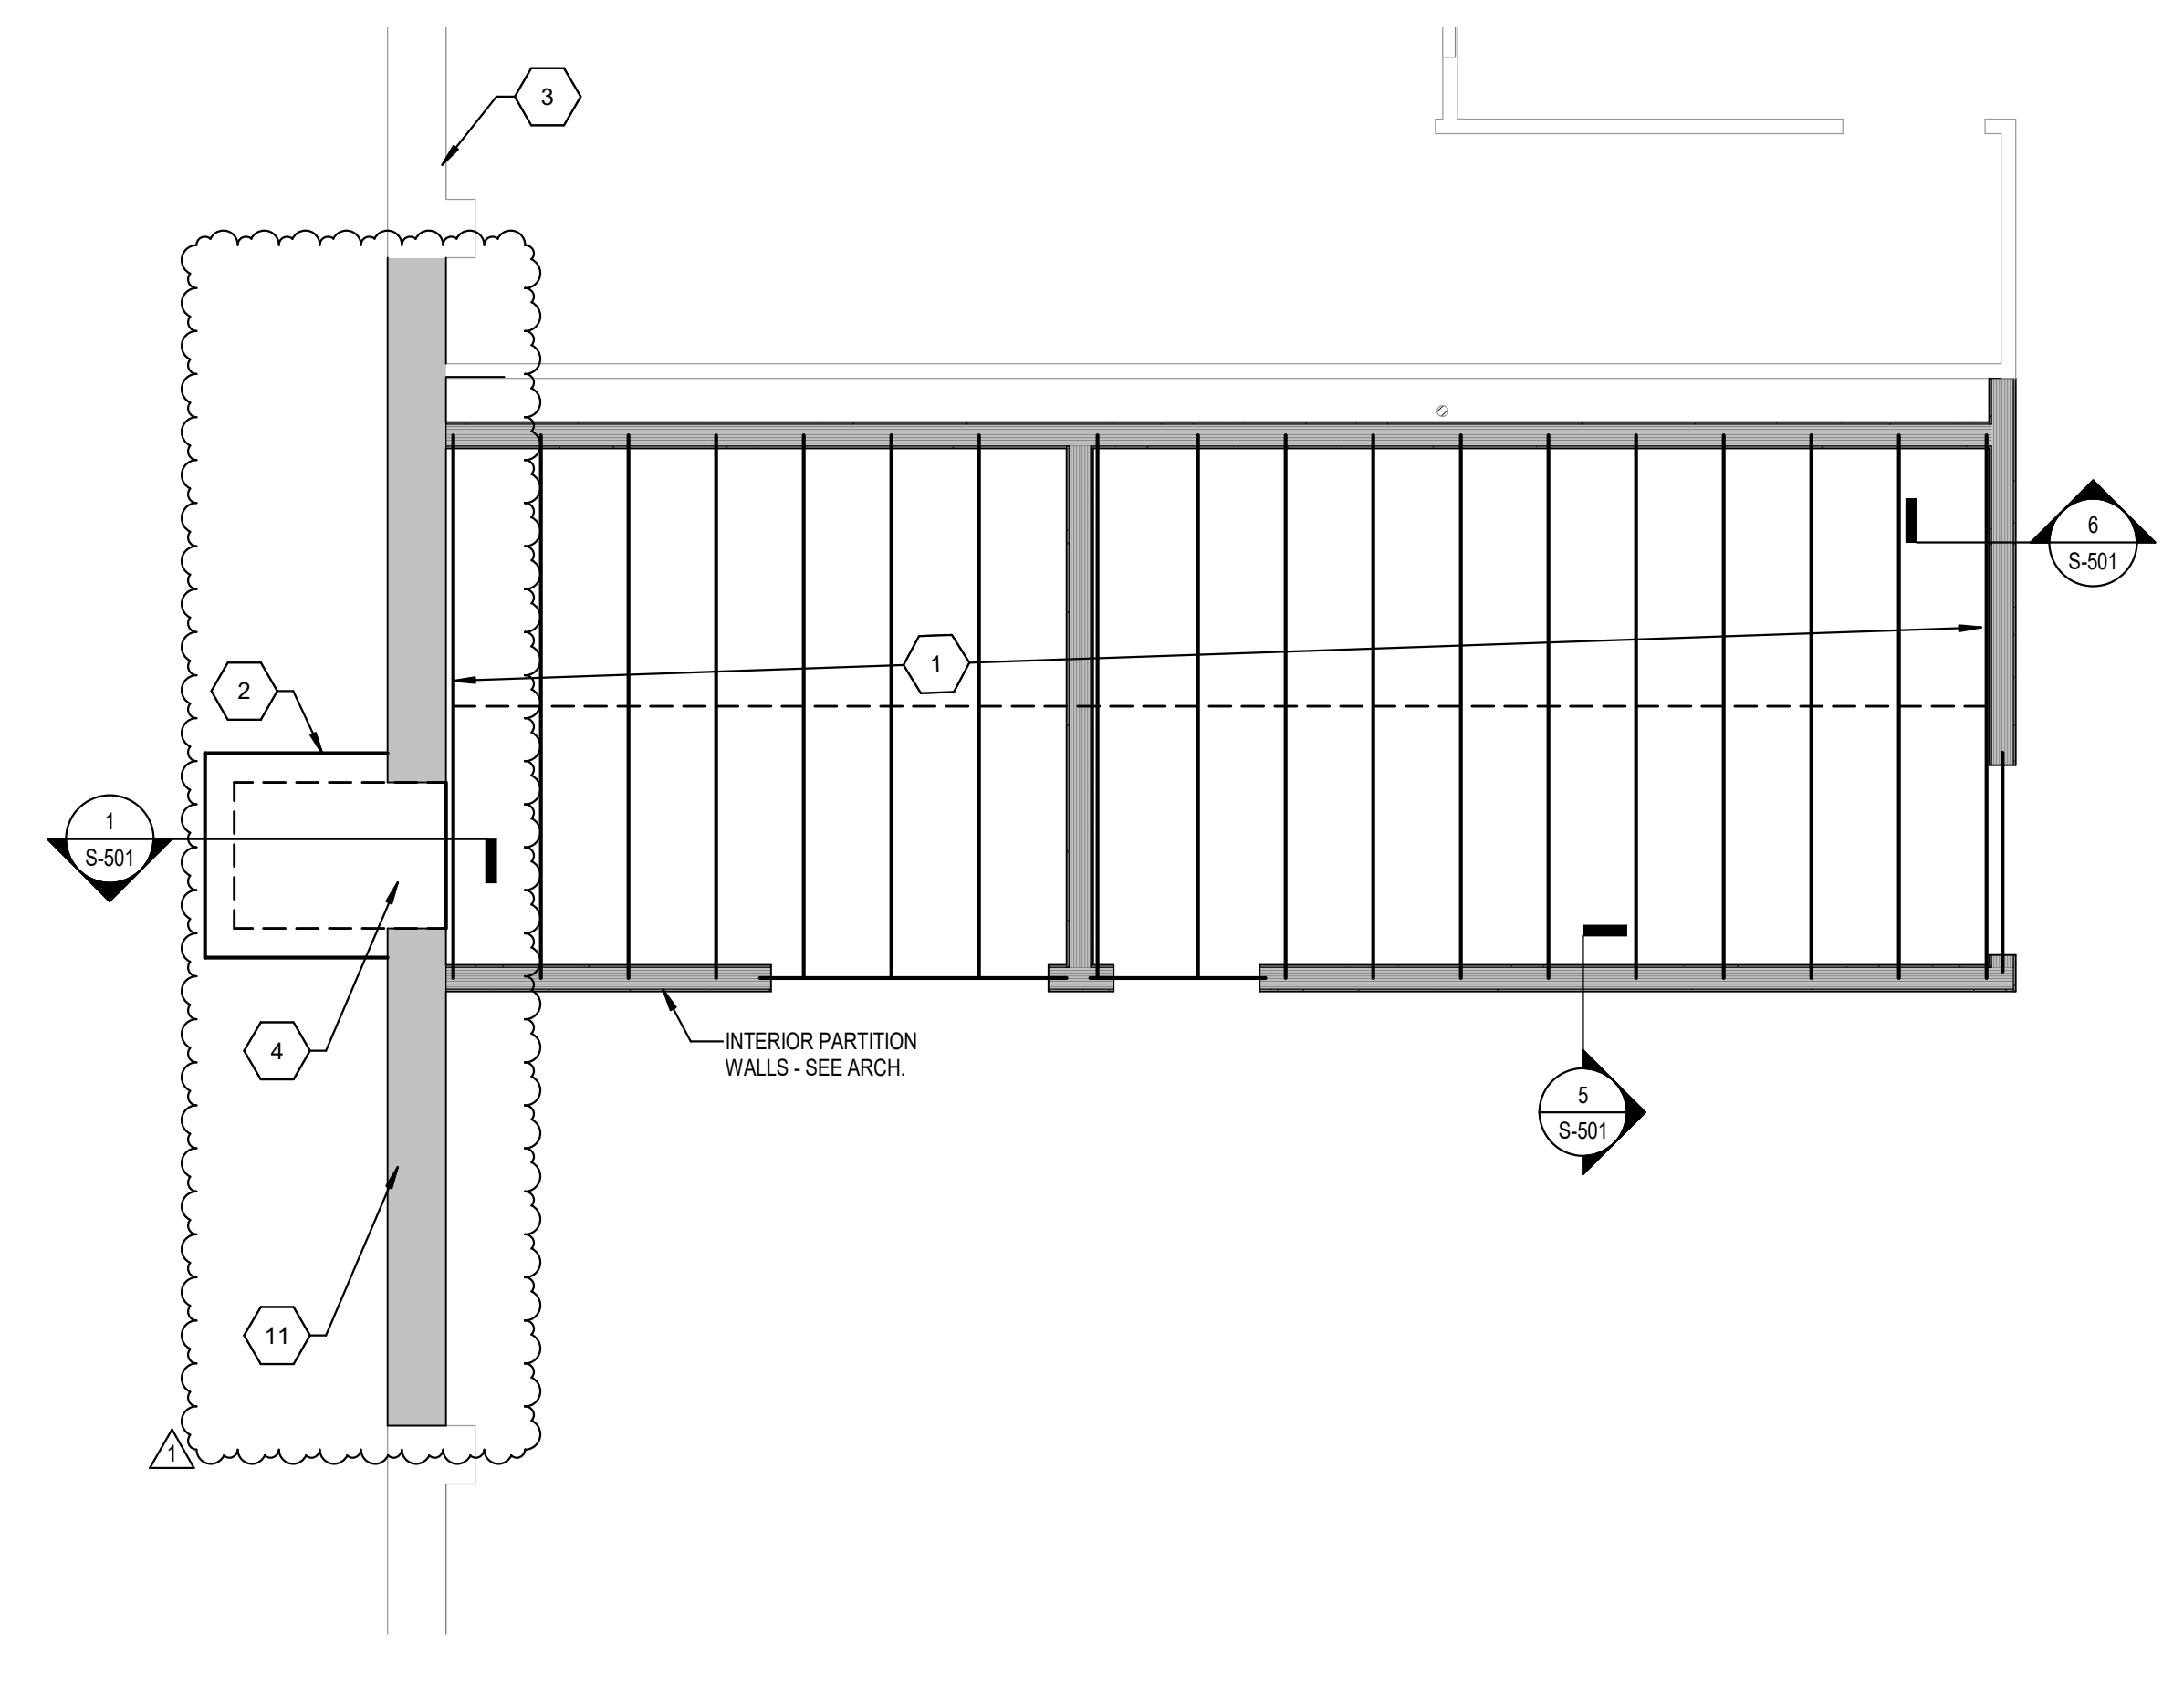 3
6
S-501
1
2
1
S-501
4
INTERIOR PARTITION
WALLS - SEE ARCH.
5
S-501
11
1